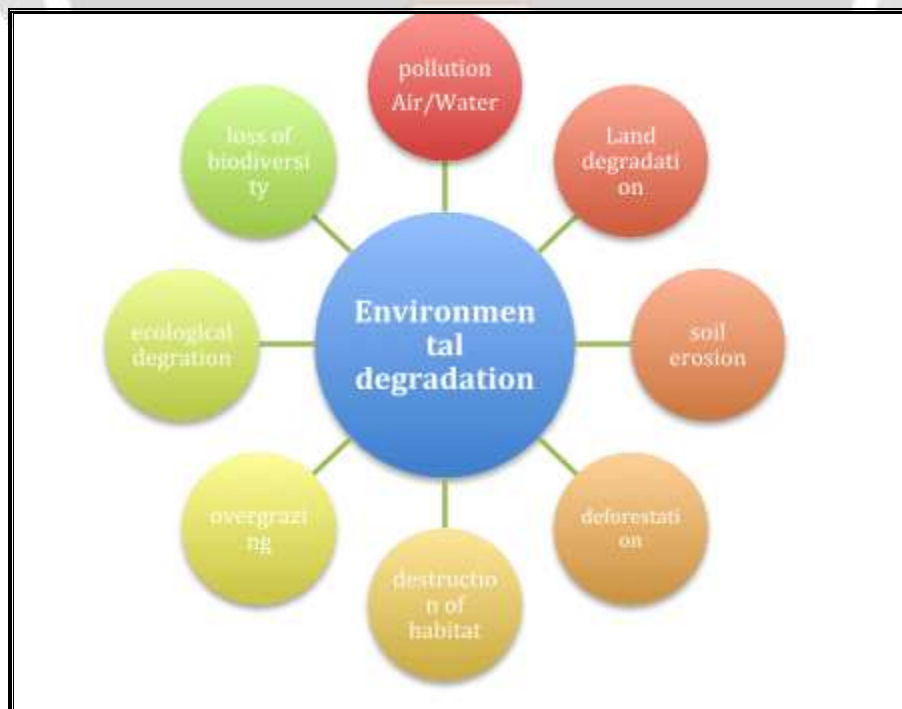 pollution
Air/Water
Land
degradati
on
soil
erosion
deforestati
on
destructio
n of
habitat
overgrazi
ng
ecological
degration
loss of
biodiversi
ty
Environmen
tal
degradation